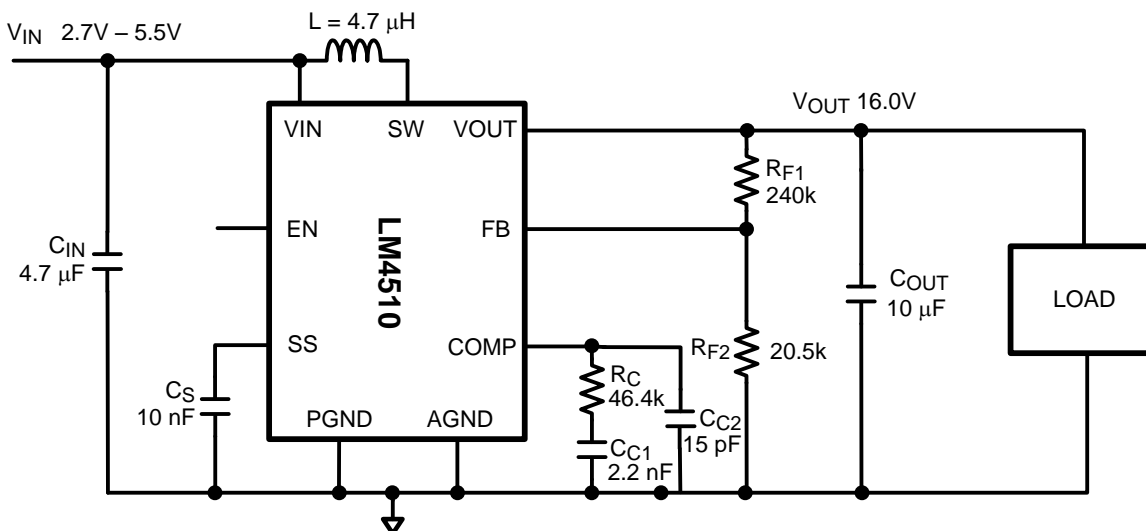 VIN 2.7V – 5.5V
L = 4.7 μH
VIN
SW
VOUT
VOUT 16.0V
RF1
240k
EN
LM4510
FB
CIN
4.7 μF
COUT
10 μF
LOAD
SS
COMP
RF2
20.5k
CS
10 nF
RC
46.4k
PGND
AGND
CC2
15 pF
CC1
2.2 nF